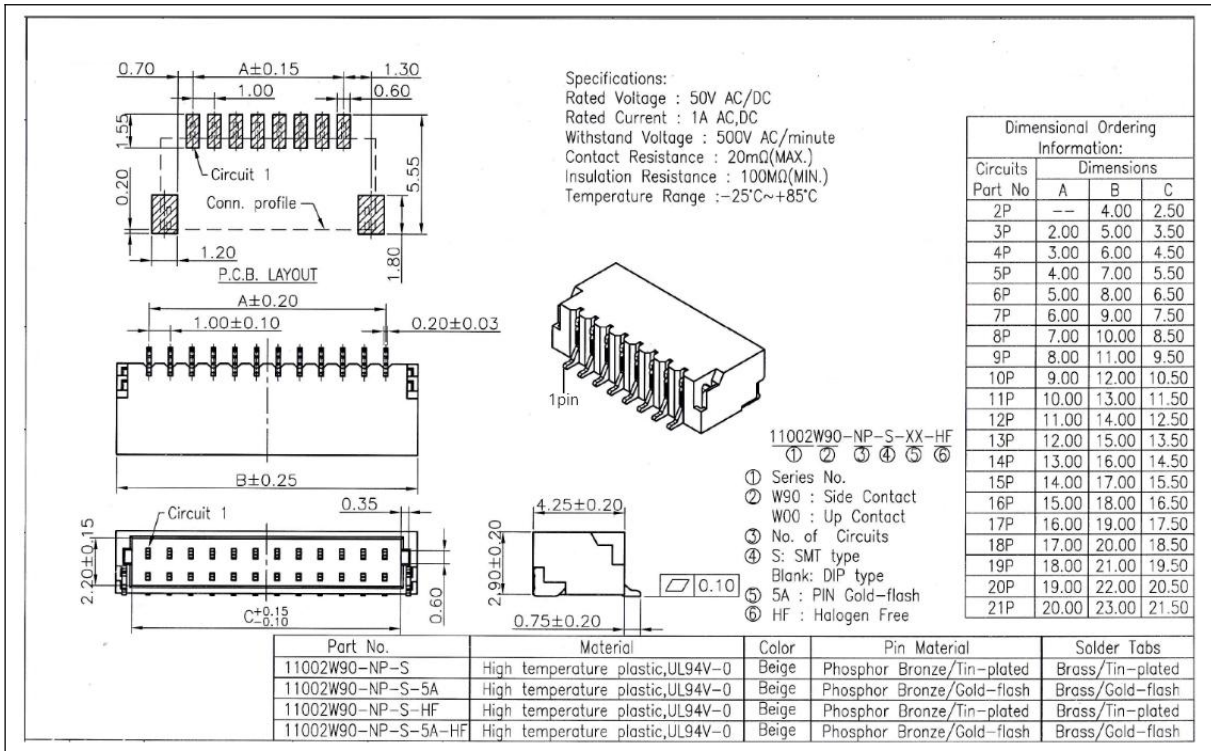 0.70
A±0.15
1.30
1.00
0.60
1.55
Circuit 1
5.55
0.20
Conn. profile
1.20
1.80
P.C.B. LAYOUT
A±0.20
1.00±0.10
0.20±0.03
B±0.25
Circuit 1
0.35
2.20±0.15
0.60
C+0.15
-0.10
4.25±0.20
2.90±0.20
0.10
0.75±0.20
Specifications:
Rated Voltage : 50V AC/DC
Rated Current : 1A AC,DC
Withstand Voltage : 500V AC/minute
Contact Resistance : 20mΩ(MAX.)
Insulation Resistance : 100MΩ(MIN.)
Temperature Range :-25°C~+85°C
1pin
11002W90-NP-S-XX-HF
① ② ③ ④ ⑤ ⑥
① Series No.
② W90 : Side Contact
W00 : Up Contact
③ No. of Circuits
④ S: SMT type
Blank: DIP type
⑤ 5A : PIN Gold-flash
⑥ HF : Halogen Free
Dimensional Ordering
Information:
Circuits Dimensions
Part No A B C
2P -- 4.00 2.50
3P 2.00 5.00 3.50
4P 3.00 6.00 4.50
5P 4.00 7.00 5.50
6P 5.00 8.00 6.50
7P 6.00 9.00 7.50
8P 7.00 10.00 8.50
9P 8.00 11.00 9.50
10P 9.00 12.00 10.50
11P 10.00 13.00 11.50
12P 11.00 14.00 12.50
13P 12.00 15.00 13.50
14P 13.00 16.00 14.50
15P 14.00 17.00 15.50
16P 15.00 18.00 16.50
17P 16.00 19.00 17.50
18P 17.00 20.00 18.50
19P 18.00 21.00 19.50
20P 19.00 22.00 20.50
21P 20.00 23.00 21.50
Part No. Material Color Pin Material Solder Tabs
11002W90-NP-S High temperature plastic,UL94V-0 Beige Phosphor Bronze/Tin-plated Brass/Tin-plated
11002W90-NP-S-5A High temperature plastic,UL94V-0 Beige Phosphor Bronze/Gold-flash Brass/Gold-flash
11002W90-NP-S-HF High temperature plastic,UL94V-0 Beige Phosphor Bronze/Tin-plated Brass/Tin-plated
11002W90-NP-S-5A-HF High temperature plastic,UL94V-0 Beige Phosphor Bronze/Gold-flash Brass/Gold-flash